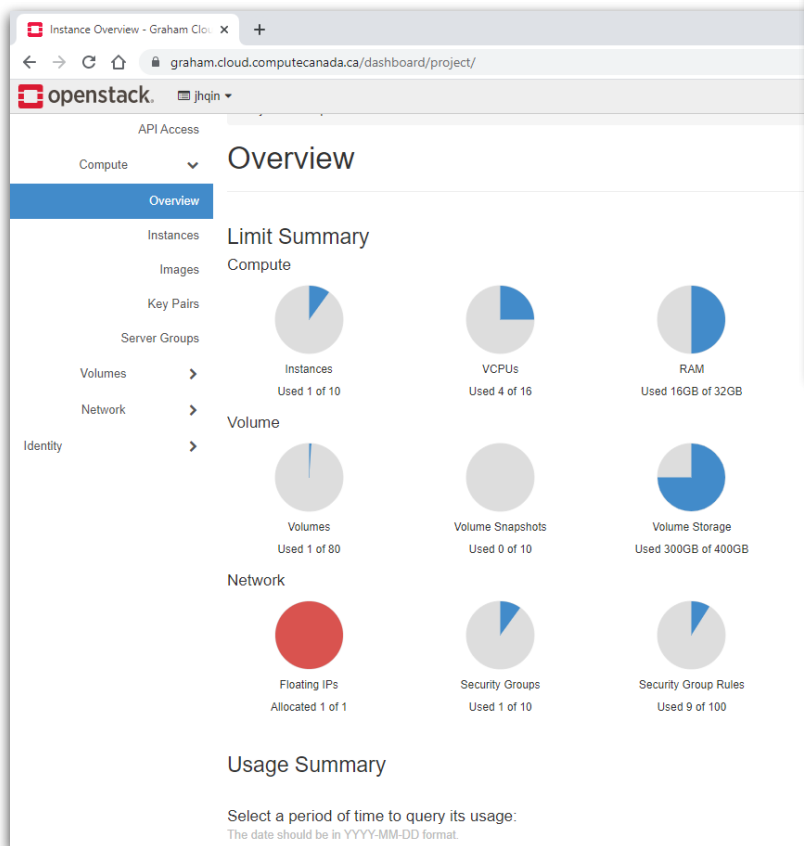 Instance Overview - Graham Clou
graham.cloud.computecanada.ca/dashboard/project/
openstack. jhqin
API Access
Compute
Overview
Instances
Images
Key Pairs
Server Groups
Volumes
Network
Identity
Overview
Limit Summary
Compute
Instances VCPUs RAM
Used 1 of 10 Used 4 of 16 Used 16GB of 32GB
Volume
Volumes Volume Snapshots Volume Storage
Used 1 of 80 Used 0 of 10 Used 300GB of 400GB
Network
Floating IPs Security Groups Security Group Rules
Allocated 1 of 1 Used 1 of 10 Used 9 of 100
Usage Summary
Select a period of time to query its usage:
The date should be in YYYY-MM-DD format.